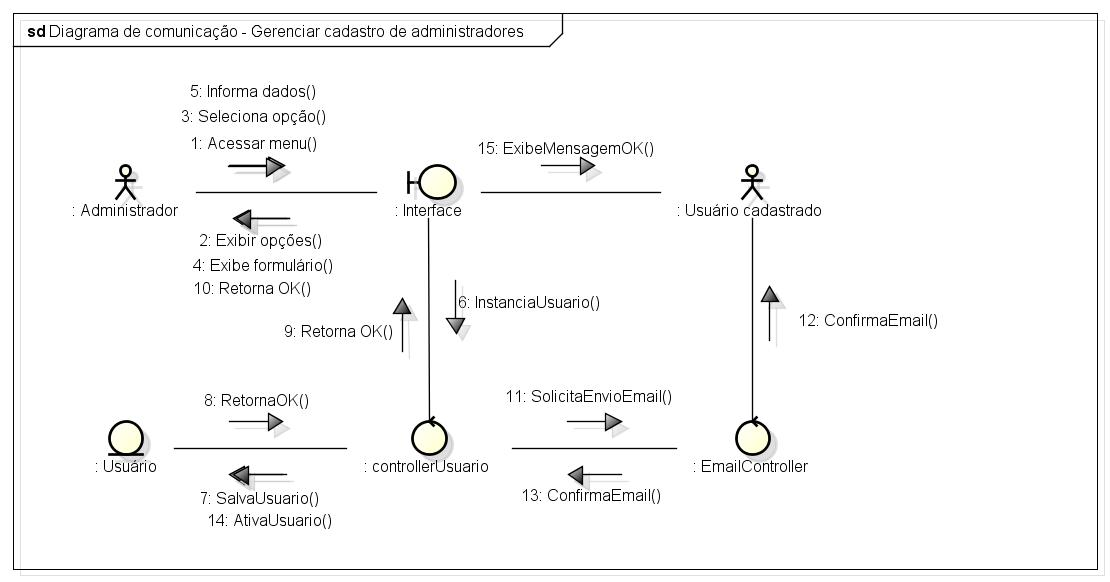 sd Diagrama de comunicação - Gerenciar cadastro de administradores
5: Informa dados()
3: Seleciona opção()
1: Acessar menu()
15: ExibeMensagemOK()
: Administrador
: Interface
: Usuário cadastrado
2: Exibir opções()
4: Exibe formulário()
10: Retorna OK()
6: InstanciaUsuario()
9: Retorna OK()
12: ConfirmaEmail()
8: RetornaOK()
11: SolicitaEnvioEmail()
: Usuário
: controllerUsuario
: EmailController
7: SalvaUsuario()
13: ConfirmaEmail()
14: AtivaUsuario()